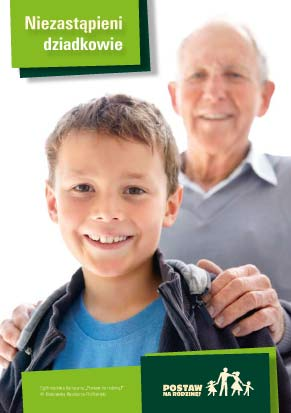 Niezastąpieni
dziadkowie
POSTAW
NA RODZINĘ!